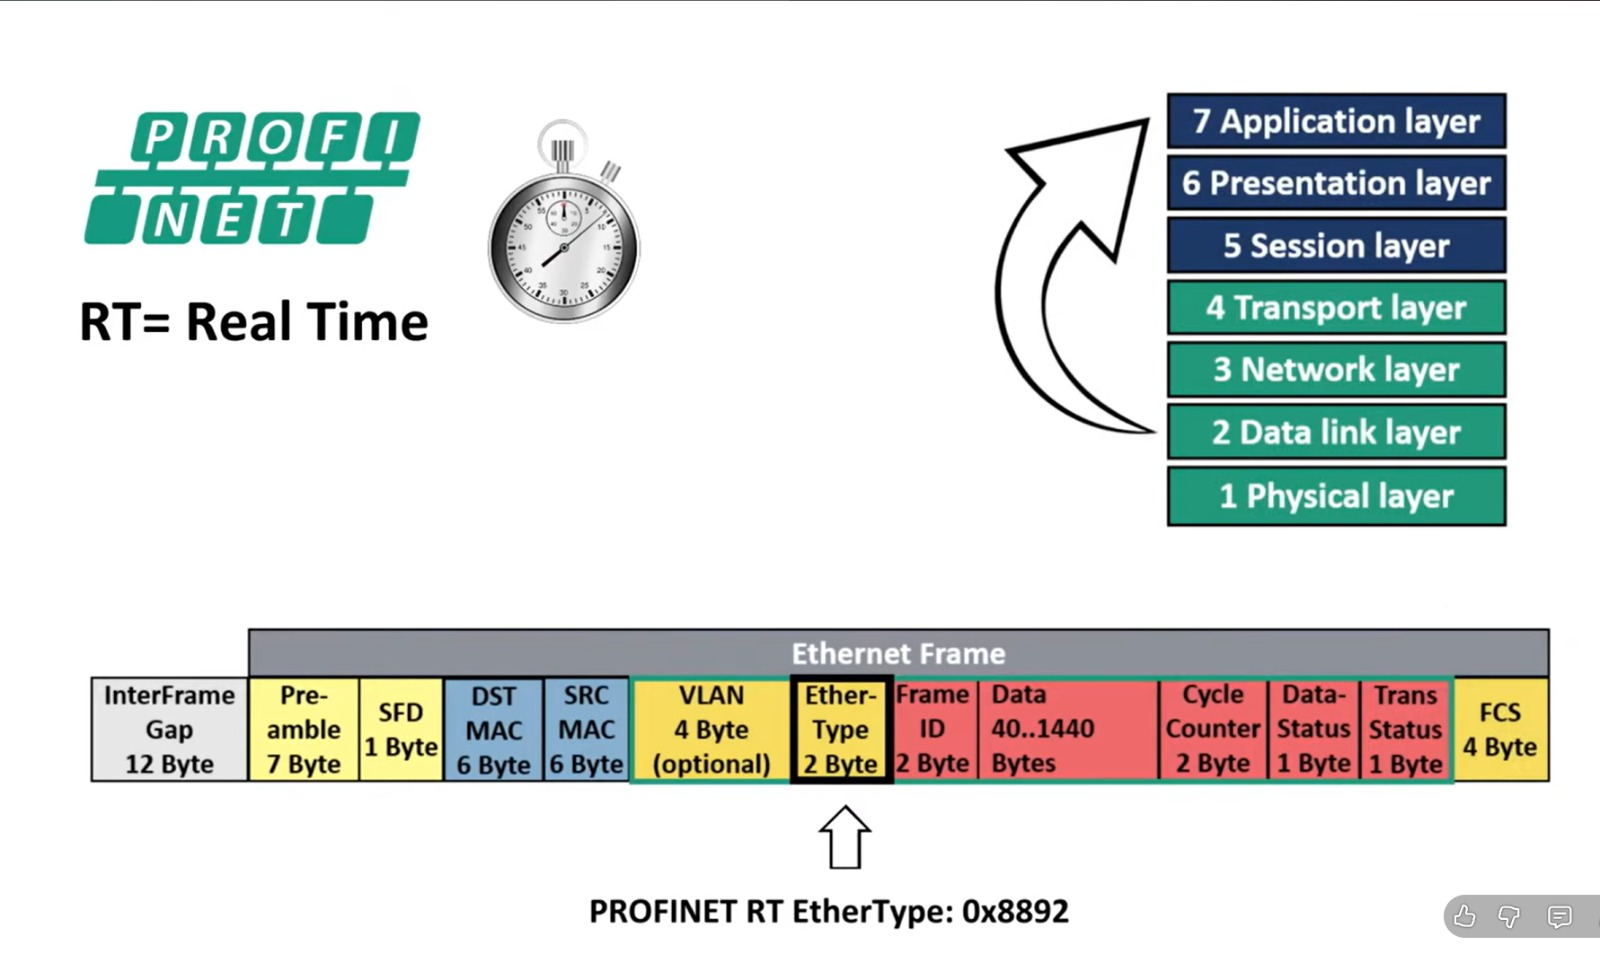 PROFI
NET
RT= Real Time
7 Application layer
6 Presentation layer
5 Session layer
4 Transport layer
3 Network layer
2 Data link layer
1 Physical layer
Ethernet Frame
InterFrame
Gap
12 Byte
Pre-
amble
7 Byte
SFD
1 Byte
DST
MAC
6 Byte
SRC
MAC
6 Byte
VLAN
4 Byte
(optional)
Ether-
Type
2 Byte
Frame
ID
2 Byte
Data
40..1440
Bytes
Cycle
Counter
2 Byte
Data-
Status
1 Byte
Trans
Status
1 Byte
FCS
4 Byte
PROFINET RT EtherType: 0x8892